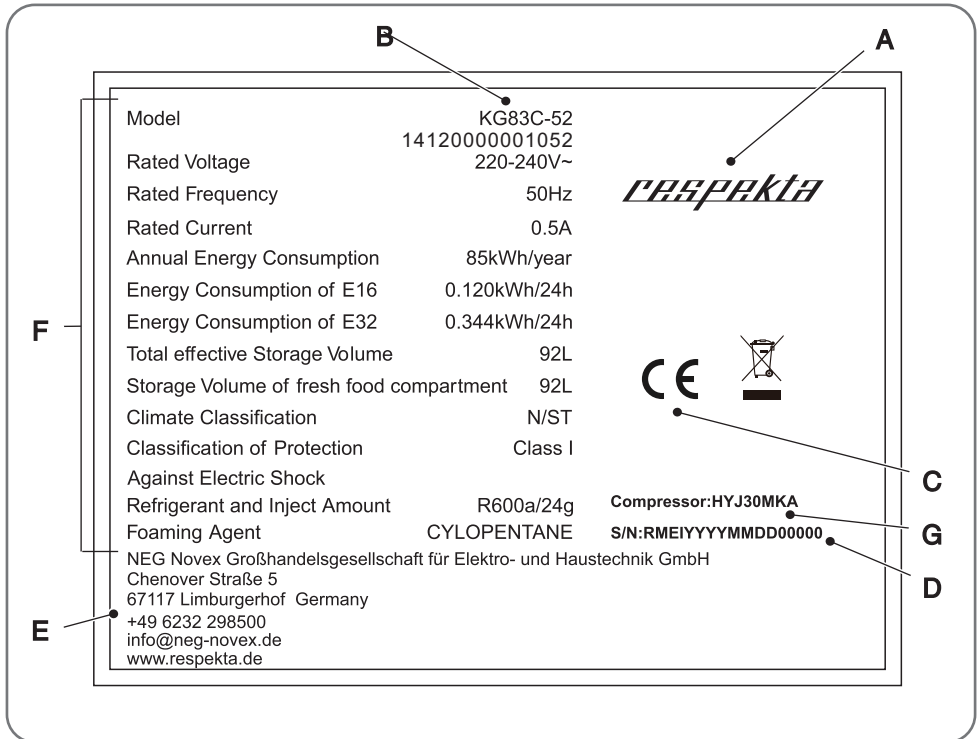 B
A
Model KG83C-52
14120000001052
Rated Voltage 220-240V~
Rated Frequency 50Hz
respekta
Rated Current 0.5A
Annual Energy Consumption 85kWh/year
Energy Consumption of E16 0.120kWh/24h
Energy Consumption of E32 0.344kWh/24h
F
Total effective Storage Volume 92L
Storage Volume of fresh food compartment 92L
CE
Climate Classification N/ST
Classification of Protection Class I
Against Electric Shock
C
Refrigerant and Inject Amount R600a/24g
Compressor:HYJ30MKA
Foaming Agent CYLOPENTANE
S/N:RMEIYYYYMMDD00000
G
D
NEG Novex Großhandelsgesellschaft für Elektro- und Haustechnik GmbH
Chenover Straße 5
67117 Limburgerhof Germany
E
+49 6232 298500
info@neg-novex.de
www.respekta.de